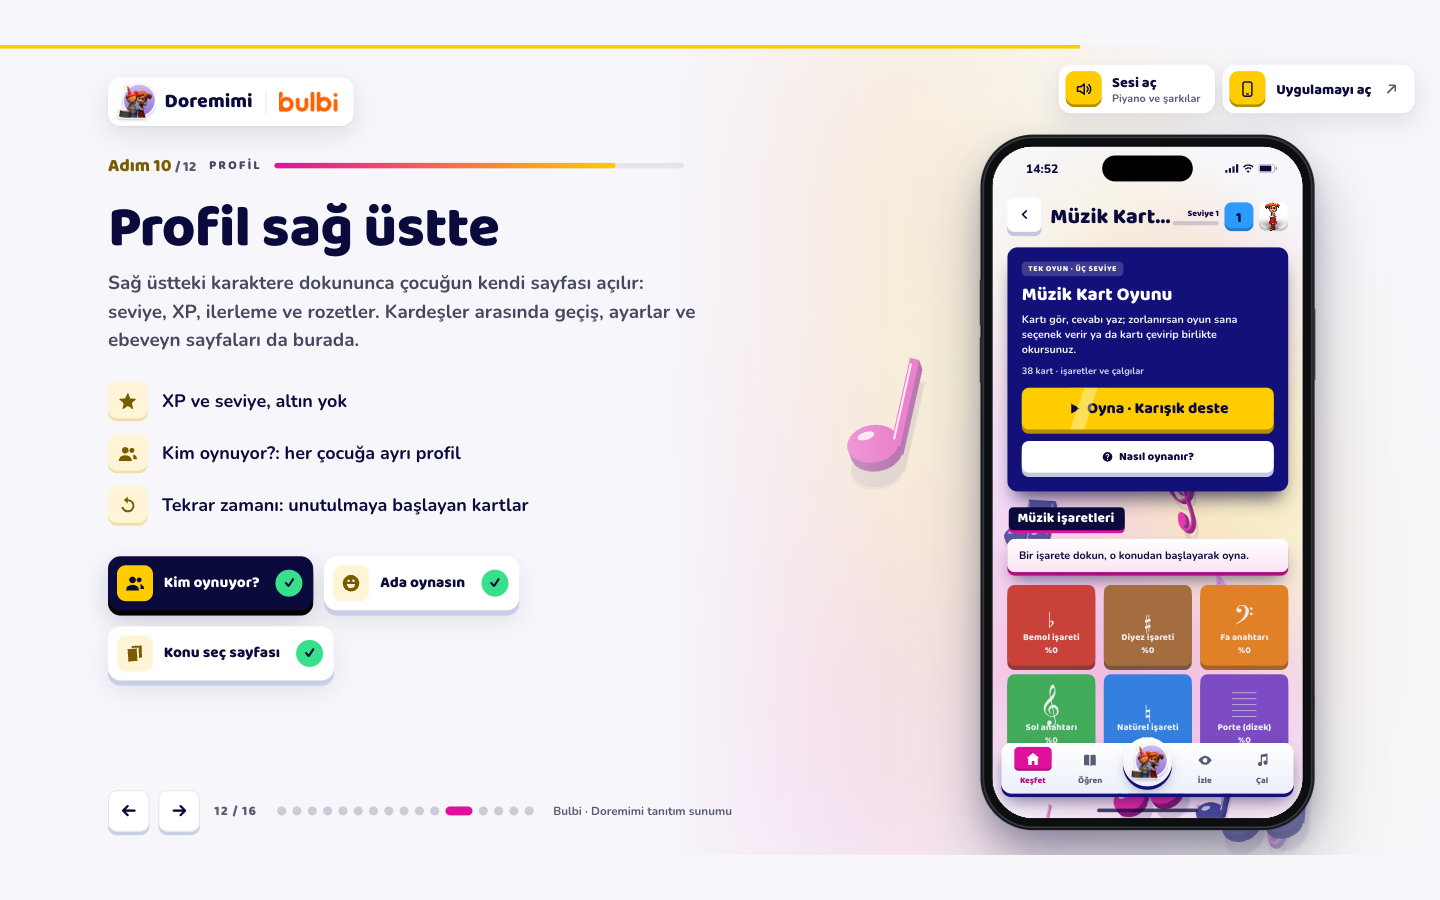 Doremimi
bulbi
Sesi aç
Piyano ve şarkılar
Uygulamayı aç
Adım 10 / 12 PROFİL
Profil sağ üstte
Sağ üstteki karaktere dokununca çocuğun kendi sayfası açılır:
seviye, XP, ilerleme ve rozetler. Kardeşler arasında geçiş, ayarlar ve
ebeveyn sayfaları da burada.
XP ve seviye, altın yok
Kim oynuyor?: her çocuğa ayrı profil
Tekrar zamanı: unutulmaya başlayan kartlar
Kim oynuyor?
Ada oynasın
Konu seç sayfası
12 / 16
Bulbi · Doremimi tanıtım sunumu
14:52
Müzik Kart...
Seviye 1
1
TEK OYUN · ÜÇ SEVİYE
Müzik Kart Oyunu
Kartı gör, cevabı yaz; zorlanırsan oyun sana
seçenek verir ya da kartı çevirip birlikte
okursunuz.
38 kart · işaretler ve çalgılar
Oyna · Karışık deste
Nasıl oynanır?
Müzik işaretleri
Bir işarete dokun, o konudan başlayarak oyna.
Bemol işareti
%0
Diyez işareti
%0
Fa anahtarı
%0
Sol anahtarı
%0
Natürel işareti
Porte (dizek)
%0
Keşfet
Öğren
İzle
Çal